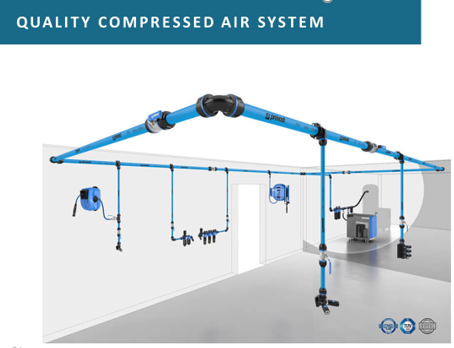 QUALITY COMPRESSED AIR SYSTEM